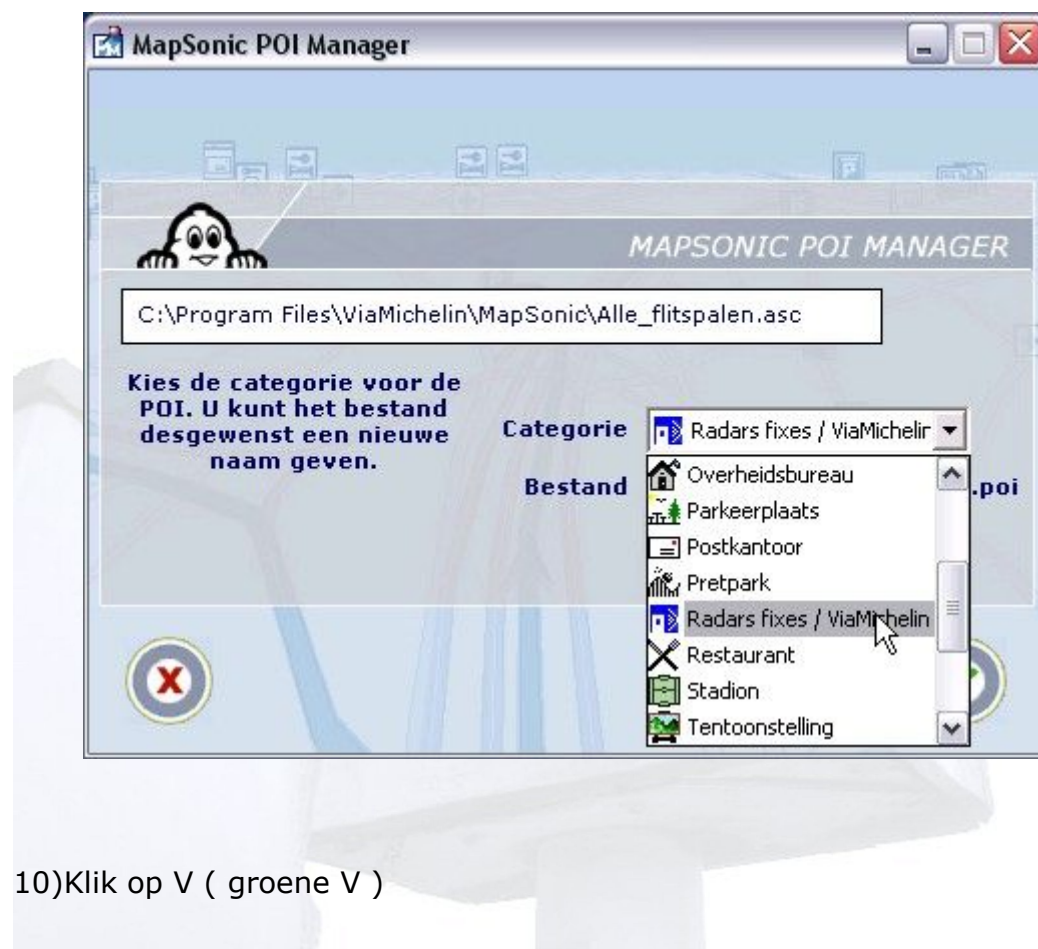 MapSonic POI Manager
MAPSONIC POI MANAGER
C:\Program Files\ViaMichelin\MapSonic\Alle_flitspalen.asc
Kies de categorie voor de
POI. U kunt het bestand
desgewenst een nieuwe
naam geven.
Categorie
Radars fixes / ViaMichelin
Bestand
.poi
Overheidsbureau
Parkeerplaats
Postkantoor
Pretpark
Radars fixes / ViaMichelin
Restaurant
Stadion
Tentoonstelling
10)Klik op V ( groene V )